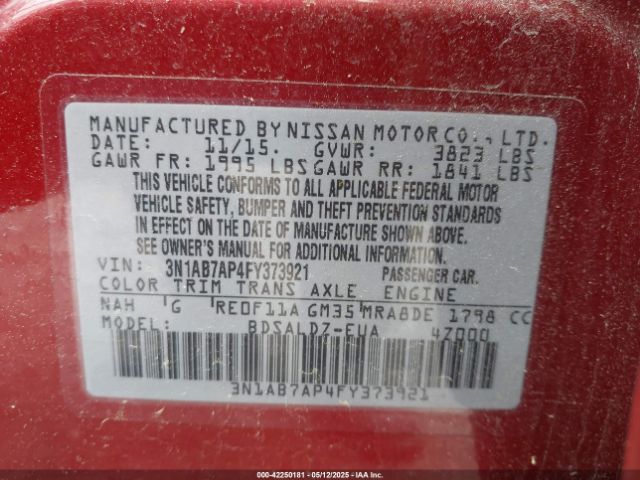 MANUFACTURED BY NISSAN MOTOR CO., LTD.
DATE: 11/15. GVWR: 3823 LBS
GAWR FR: 1995 LBS GAWR RR: 1841 LBS
THIS VEHICLE CONFORMS TO ALL APPLICABLE FEDERAL MOTOR
VEHICLE SAFETY, BUMPER AND THEFT PREVENTION STANDARDS
IN EFFECT ON THE DATE OF MANUFACTURE SHOWN ABOVE.
SEE OWNER'S MANUAL FOR ADDITIONAL INFORMATION.
VIN: 3N1AB7AP4FY373921 PASSENGER CAR.
COLOR TRIM TRANS AXLE ENGINE
NAH G RE0F11A GM35 MRA8DE 1798 CC
MODEL: BDSALDZ-EUA 4Z000
3N1AB7AP4FY373921
000-42250181 - 05/12/2025 - IAAI.CA